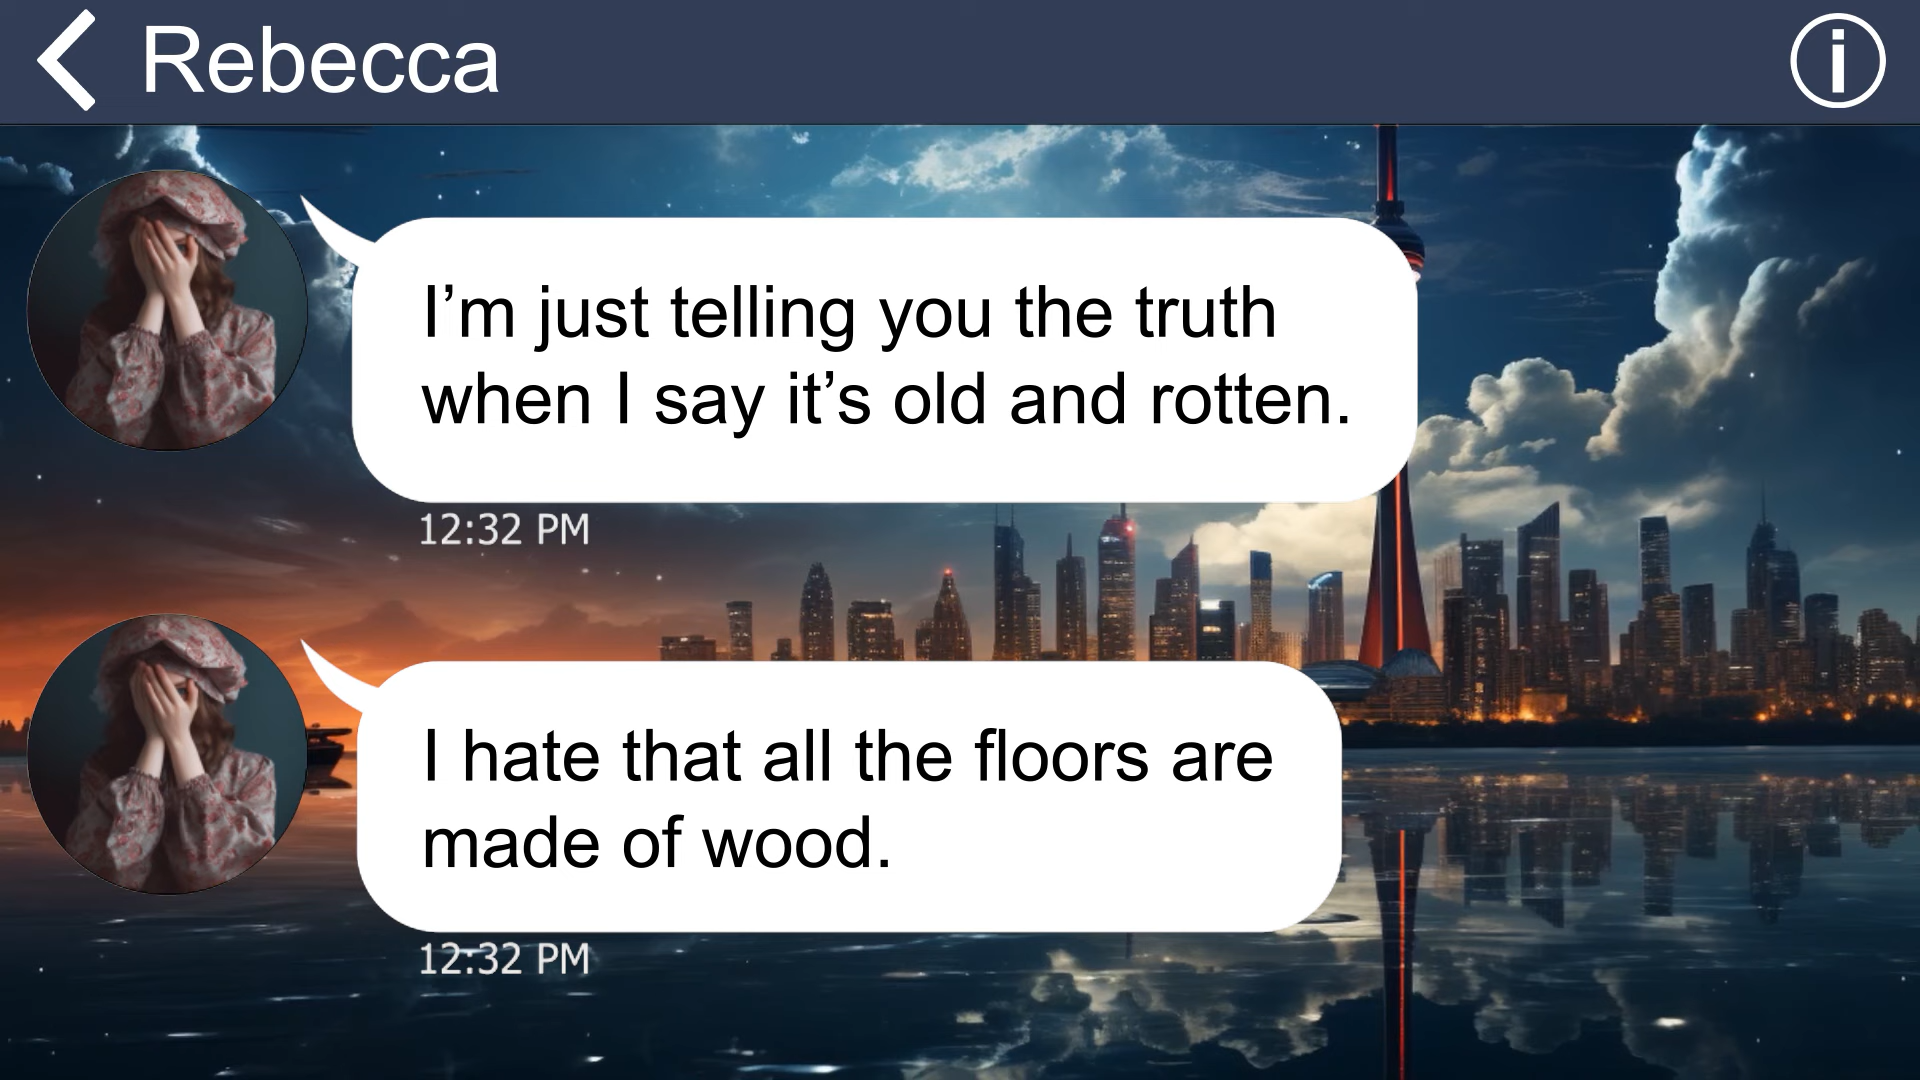 Rebecca
I’m just telling you the truth
when I say it’s old and rotten.
12:32 PM
I hate that all the floors are
made of wood.
12:32 PM